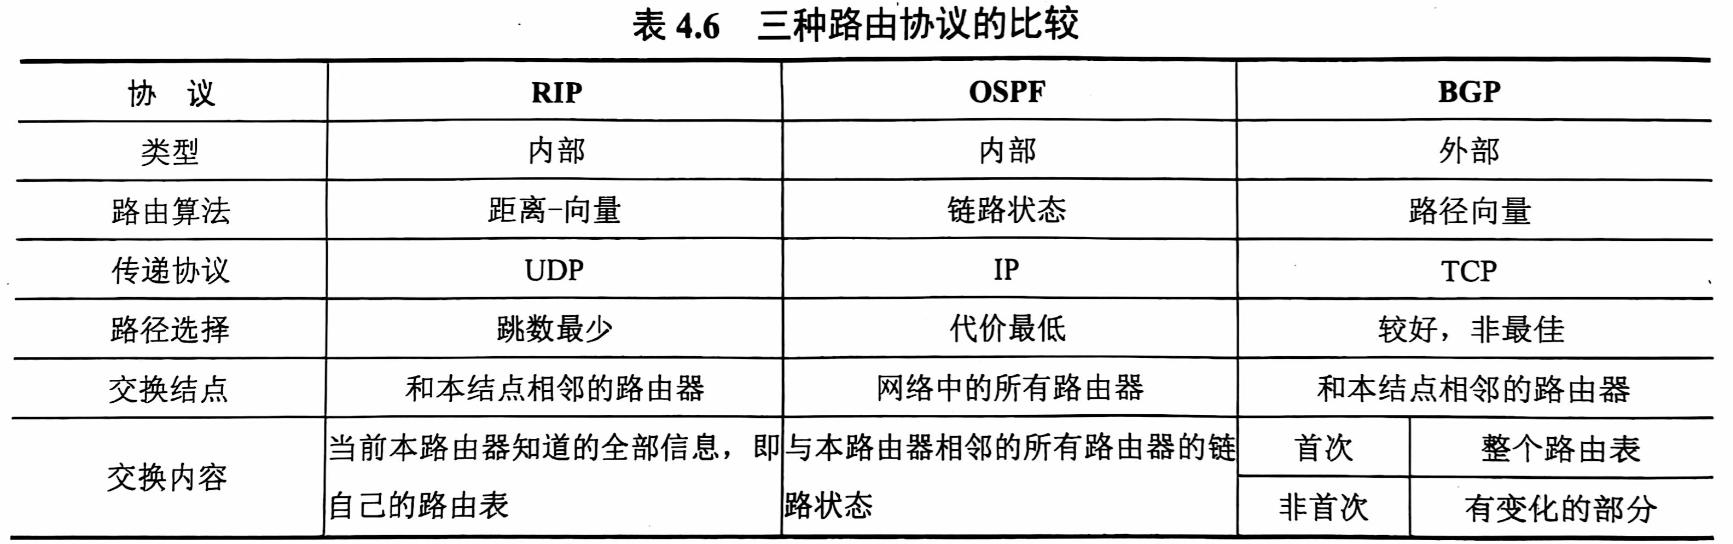 表 4.6 三种路由协议的比较
协 议 RIP OSPF BGP
类型 内部 内部 外部
路由算法 距离-向量 链路状态 路径向量
传递协议 UDP IP TCP
路径选择 跳数最少 代价最低 较好，非最佳
交换结点 和本结点相邻的路由器 网络中的所有路由器 和本结点相邻的路由器
交换内容
当前本路由器知道的全部信息，即
自己的路由表
与本路由器相邻的所有路由器的链
路状态
首次 整个路由表
非首次 有变化的部分